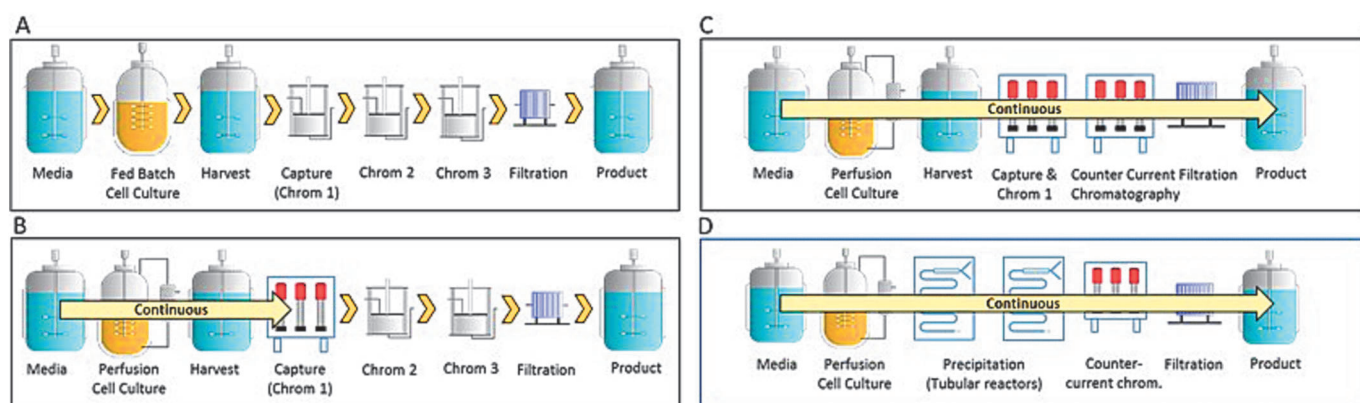 A
Media
Fed Batch
Cell Culture
Harvest
Capture
(Chrom 1)
Chrom 2
Chrom 3
Filtration
Product
B
Continuous
Media
Perfusion
Cell Culture
Harvest
Capture
(Chrom 1)
Chrom 2
Chrom 3
Filtration
Product
C
Continuous
Media
Perfusion
Cell Culture
Harvest
Capture &
Chrom 1
Counter Current
Chromatography
Filtration
Product
D
Continuous
Media
Perfusion
Cell Culture
Precipitation
(Tubular reactors)
Counter-
current chrom.
Filtration
Product